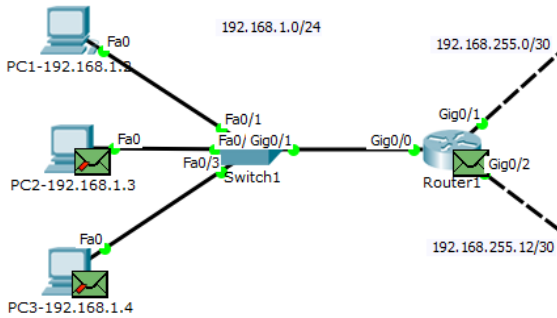 192.168.1.0/24
192.168.255.0/30
Fa0
PC1-192.168.1.2
Gig0/1
Fa0/1
Fa0
Fa0/
Gig0/1
Gig0/0
Fa0/3
Gig0/2
PC2-192.168.1.3
Switch1
Router1
Fa0
192.168.255.12/30
PC3-192.168.1.4